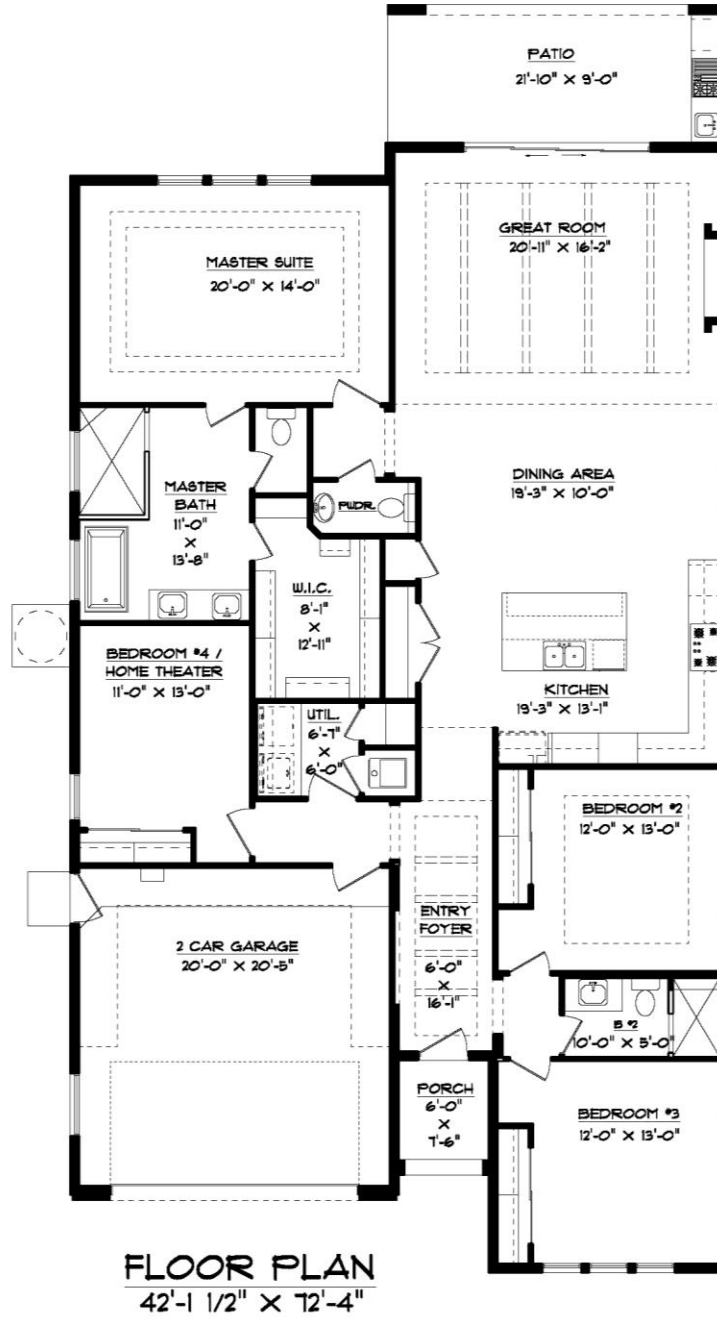 PATIO
21'-10" X 9'-0"
GREAT ROOM
20'-11" X 16'-2"
MASTER SUITE
20'-0" X 14'-0"
MASTER
BATH
11'-0"
X
13'-8"
PWDR.
DINING AREA
19'-3" X 10'-0"
W.I.C.
8'-1"
X
12'-11"
BEDROOM #4 /
HOME THEATER
11'-0" X 13'-0"
KITCHEN
19'-3" X 13'-1"
UTIL.
6'-7"
X
6'-0"
BEDROOM #2
12'-0" X 13'-0"
ENTRY
FOYER
6'-0"
X
16'-1"
2 CAR GARAGE
20'-0" X 20'-5"
B #2
10'-0" X 5'-0"
PORCH
6'-0"
X
7'-6"
BEDROOM #3
12'-0" X 13'-0"
FLOOR PLAN
42'-1 1/2" X 72'-4"